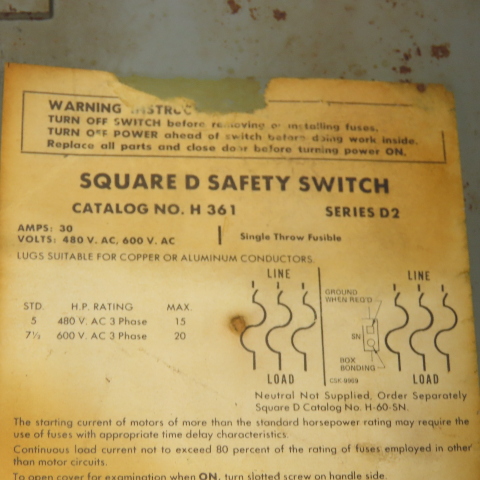 WARNING INSTRUC
TURN OFF SWITCH before removing or installing fuses.
TURN OFF POWER ahead of switch before doing work inside.
Replace all parts and close door before turning power ON.
SQUARE D SAFETY SWITCH
CATALOG NO. H 361 SERIES D2
AMPS: 30
VOLTS: 480 V. AC, 600 V. AC Single Throw Fusible
LUGS SUITABLE FOR COPPER OR ALUMINUM CONDUCTORS.
LINE LINE
GROUND
WHEN REQ'D
STD. H.P. RATING MAX.
5 480 V. AC 3 Phase 15
7½ 600 V. AC 3 Phase 20
SN
BOX
BONDING
LOAD CSK-9969 LOAD
Neutral Not Supplied, Order Separately
Square D Catalog No. H-60-SN.
The starting current of motors of more than the standard horsepower rating may require the
use of fuses with appropriate time delay characteristics.
Continuous load current not to exceed 80 percent of the rating of fuses employed in other
than motor circuits.
To open cover for examination when ON, turn slotted screw on handle side.